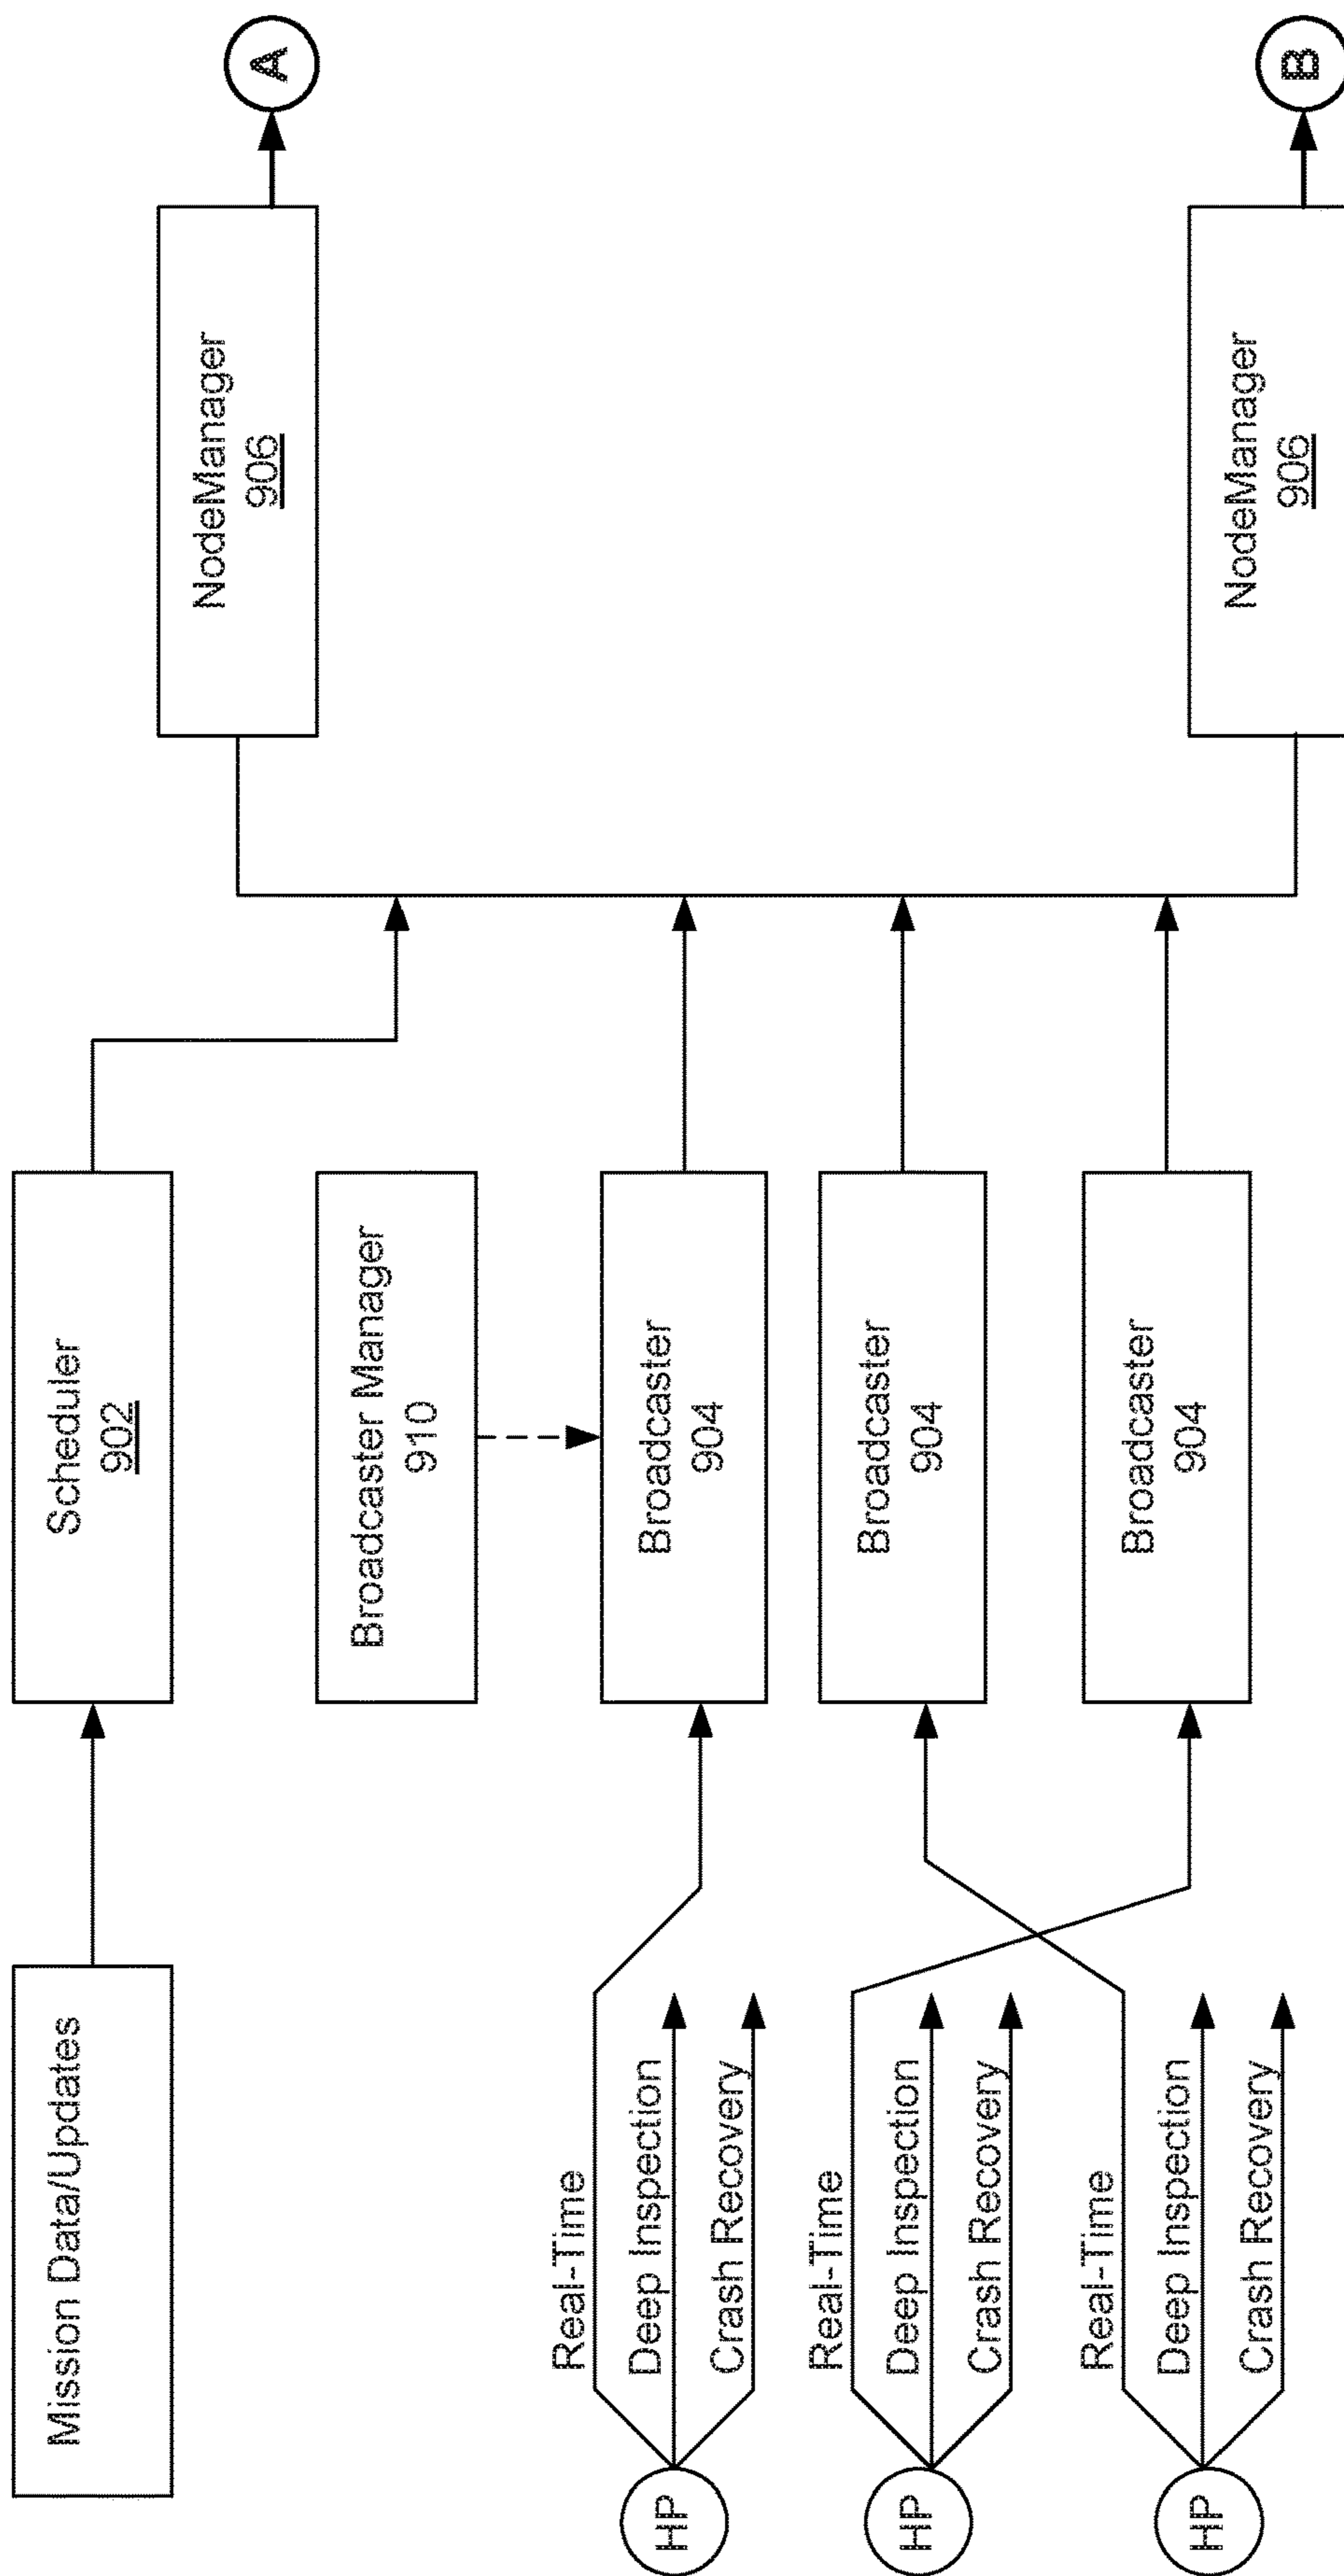 Mission Data/Updates
Scheduler
902
Broadcaster Manager
910
NodeManager
906
A
HP
Real-Time
Deep Inspection
Crash Recovery
Broadcaster
904
HP
Real-Time
Deep Inspection
Crash Recovery
Broadcaster
904
HP
Real-Time
Deep Inspection
Crash Recovery
Broadcaster
904
NodeManager
906
B